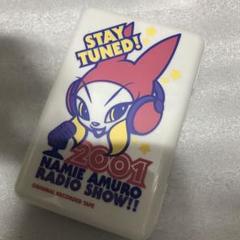 STAY
TUNED!
2001
NAMIE AMURO
RADIO SHOW!!
ORIGINAL RECORDED TAPE